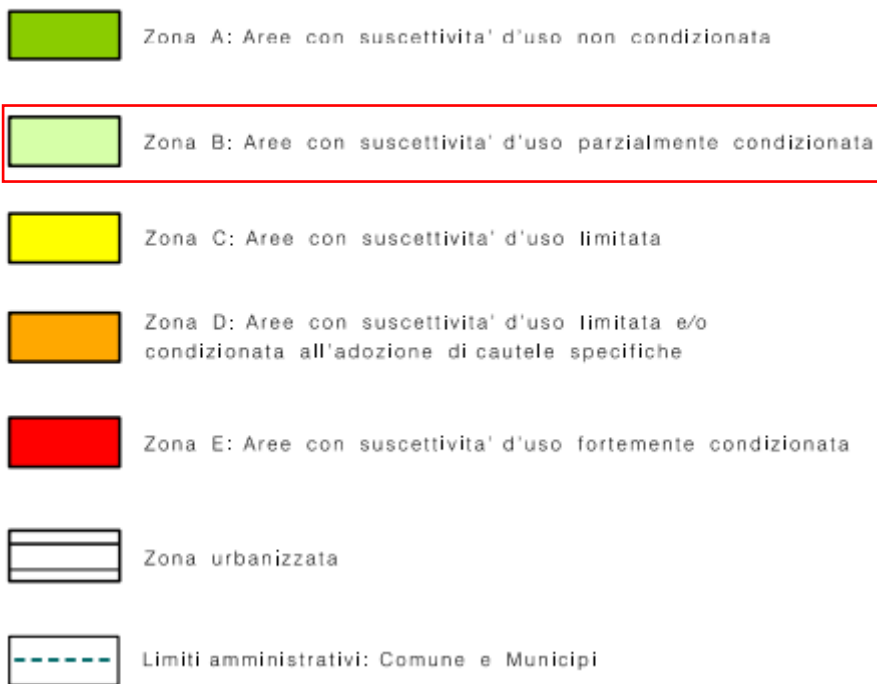 Zona A: Aree con suscettivita' d'uso non condizionata
Zona B: Aree con suscettivita' d'uso parzialmente condizionata
Zona C: Aree con suscettivita' d'uso limitata
Zona D: Aree con suscettivita' d'uso limitata e/o
condizionata all'adozione di cautele specifiche
Zona E: Aree con suscettivita' d'uso fortemente condizionata
Zona urbanizzata
Limiti amministrativi: Comune e Municipi